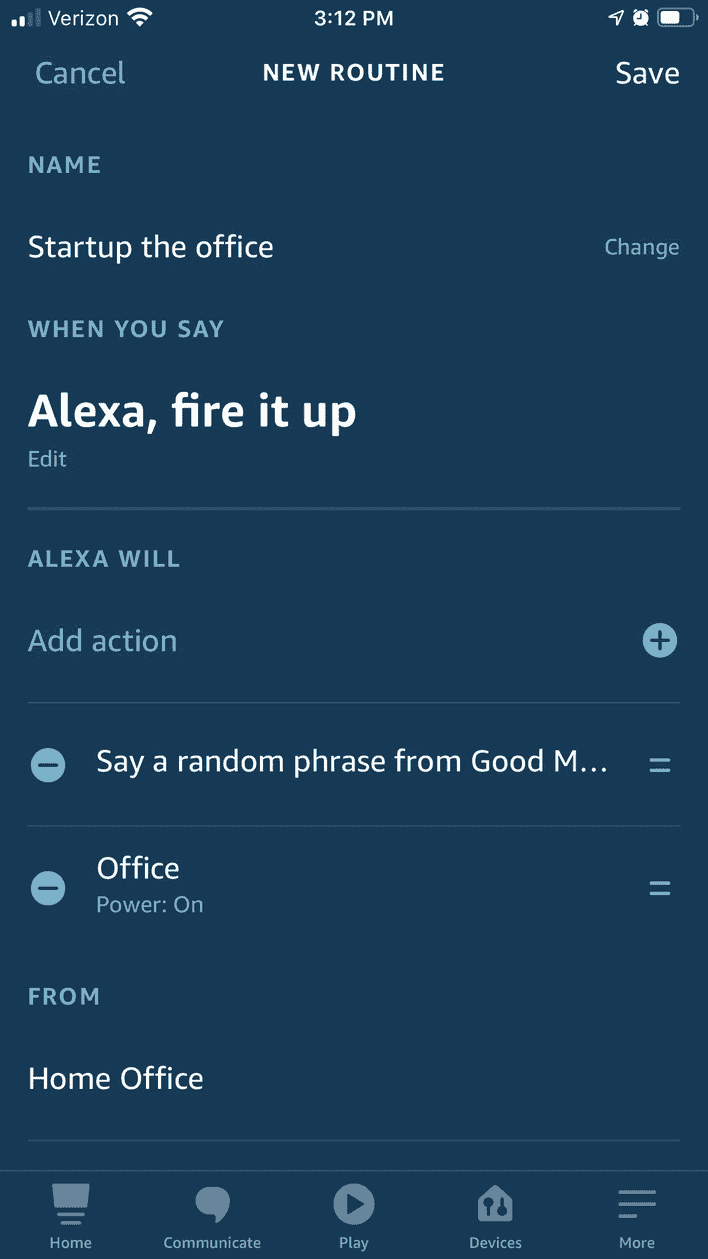 Verizon 3:12 PM
Cancel NEW ROUTINE Save
NAME
Startup the office Change
WHEN YOU SAY
Alexa, fire it up
Edit
ALEXA WILL
Add action
Say a random phrase from Good M...
Office
Power: On
FROM
Home Office
Home Communicate Play Devices More